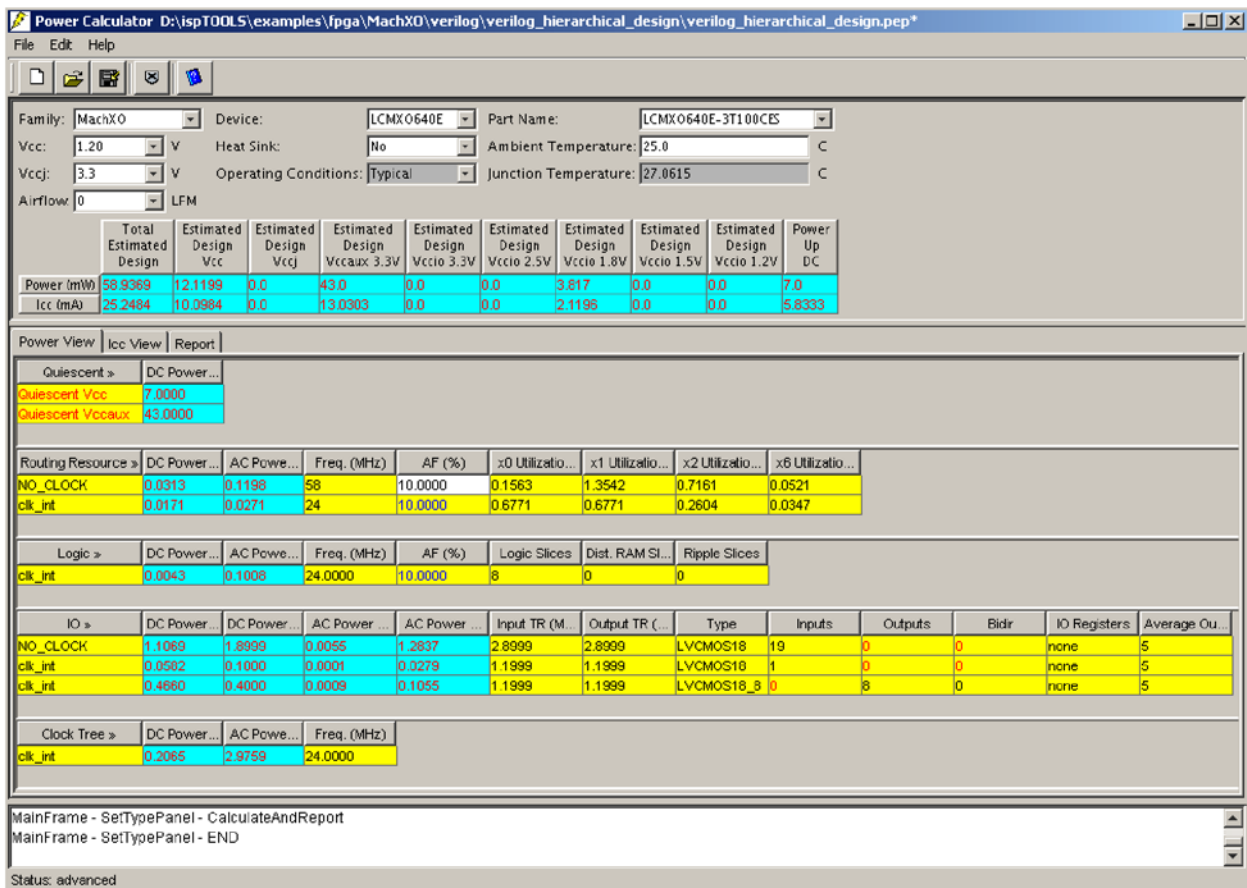 Power Calculator D:\ispTOOLS\examples\fpga\MachXO\verilog\verilog_hierarchical_design\verilog_hierarchical_design.pep*
File Edit Help
Family: MachXO Device: LCMXO640E Part Name: LCMXO640E-3T100CES
Vcc: 1.20 V Heat Sink: No Ambient Temperature: 25.0 C
Vccj: 3.3 V Operating Conditions: Typical Junction Temperature: 27.0615 C
Airflow: 0 LFM
Total Estimated Estimated Estimated Estimated Estimated Estimated Estimated Estimated Power
Estimated Design Design Design Design Design Design Design Design Up
Design Vcc Vccj Vccaux 3.3V Vccio 3.3V Vccio 2.5V Vccio 1.8V Vccio 1.5V Vccio 1.2V DC
Power (mW) 58.9369 12.1199 0.0 43.0 0.0 0.0 3.817 0.0 0.0 7.0
Icc (mA) 25.2484 10.0984 0.0 13.0303 0.0 0.0 2.1196 0.0 0.0 5.8333
Power View Icc View Report
Quiescent » DC Power...
Quiescent Vcc 7.0000
Quiescent Vccaux 43.0000
Routing Resource » DC Power... AC Powe... Freq. (MHz) AF (%) x0 Utilizatio... x1 Utilizatio... x2 Utilizatio... x6 Utilizatio...
NO_CLOCK 0.0313 0.1198 58 10.0000 0.1563 1.3542 0.7161 0.0521
clk_int 0.0171 0.0271 24 10.0000 0.6771 0.6771 0.2604 0.0347
Logic » DC Power... AC Powe... Freq. (MHz) AF (%) Logic Slices Dist. RAM Sl... Ripple Slices
clk_int 0.0043 0.1008 24.0000 10.0000 8 0 0
IO » DC Power... DC Power... AC Power ... AC Power ... Input TR (M... Output TR (... Type Inputs Outputs Bidir IO Registers Average Ou...
NO_CLOCK 1.1069 1.8999 0.0055 1.2837 2.8999 2.8999 LVCMOS18 19 0 0 none 5
clk_int 0.0582 0.1000 0.0001 0.0279 1.1999 1.1999 LVCMOS18 1 0 0 none 5
clk_int 0.4660 0.4000 0.0009 0.1055 1.1999 1.1999 LVCMOS18_8 0 8 0 none 5
Clock Tree » DC Power... AC Powe... Freq. (MHz)
clk_int 0.2065 2.9759 24.0000
MainFrame - SetTypePanel - CalculateAndReport
MainFrame - SetTypePanel - END
Status: advanced